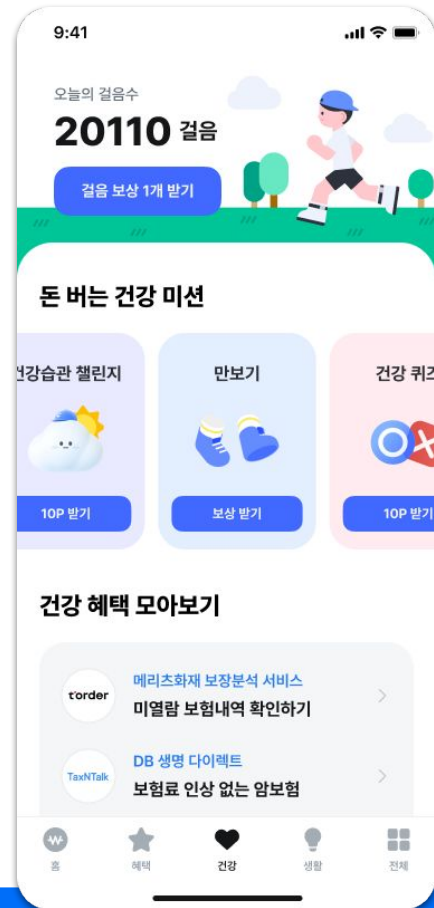 9:41
오늘의 걸음수
20110 걸음
걸음 보상 1개 받기
돈 버는 건강 미션
건강습관 챌린지
만보기
건강 퀴즈
10P 받기
보상 받기
10P 받기
건강 혜택 모아보기
t'order
메리츠화재 보장분석 서비스
미열람 보험내역 확인하기
TaxNTalk
DB 생명 다이렉트
보험료 인상 없는 암보험
홈
혜택
건강
생활
전체